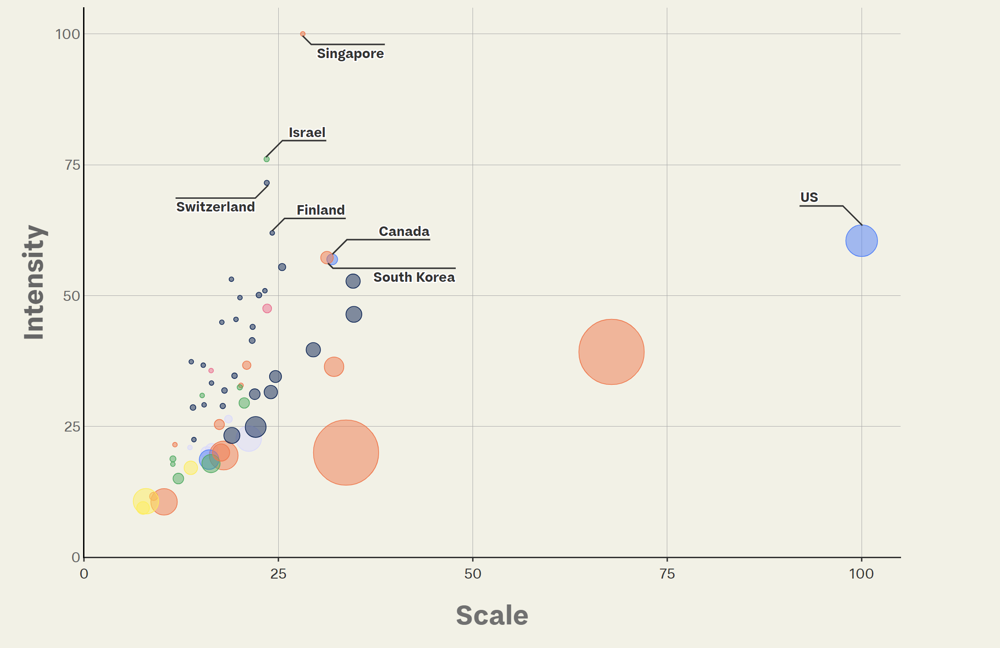 100
Singapore
Israel
75
US
Switzerland
Finland
Canada
South Korea
50
Intensity
25
0
0
25
50
75
100
Scale